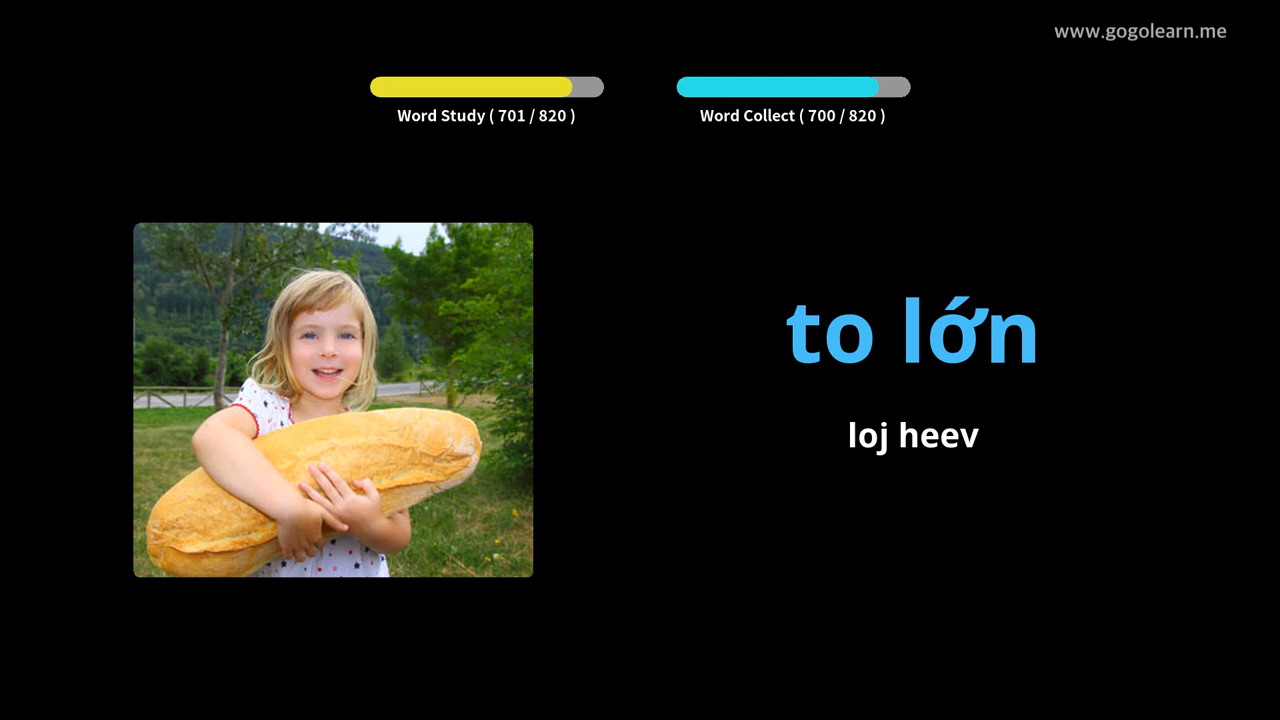 www.gogolearn.me
Word Study ( 701 / 820 )
Word Collect ( 700 / 820 )
to lớn
loj heev